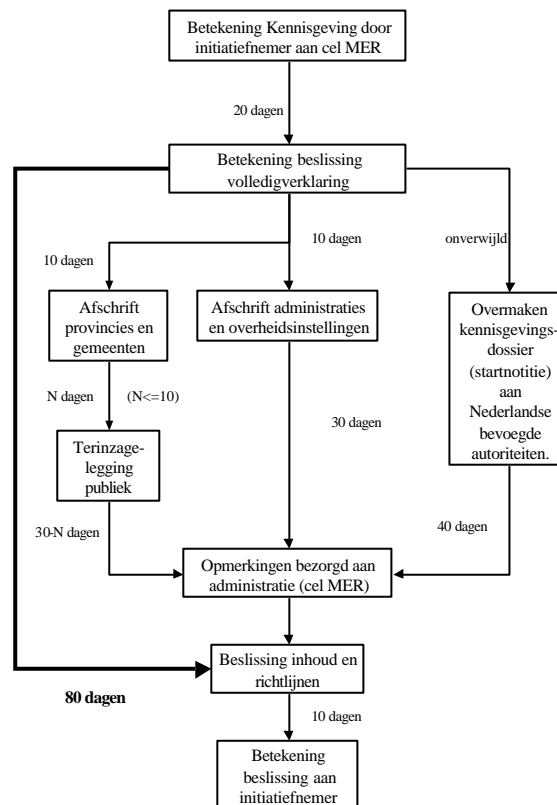 Betekening Kennisgeving door
initiatiefnemer aan cel MER
20 dagen
Betekening beslissing
volledigverklaring
10 dagen
10 dagen
onverwijld
Afschrift
provincies en
gemeenten
Afschrift administraties
en overheidsinstellingen
Overmaken
kennisgevings-
dossier
(startnotitie)
aan
Nederlandse
bevoegde
autoriteiten.
N dagen (N<=10)
30 dagen
Terinzage-
legging
publiek
30-N dagen
40 dagen
Opmerkingen bezorgd aan
administratie (cel MER)
Beslissing inhoud en
richtlijnen
80 dagen
10 dagen
Betekening
beslissing aan
initiatiefnemer